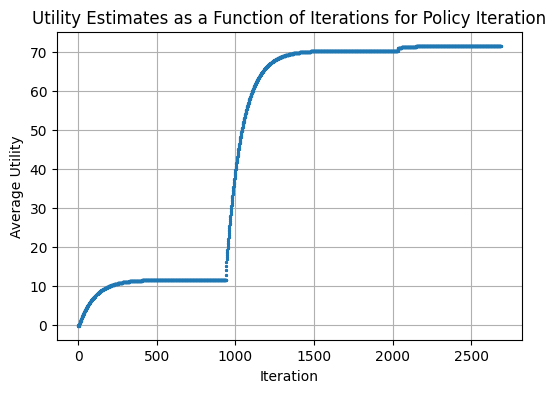 Utility Estimates as a Function of Iterations for Policy Iteration
70
60
50
40
30
20
10
0
Average Utility
0 500 1000 1500 2000 2500
Iteration